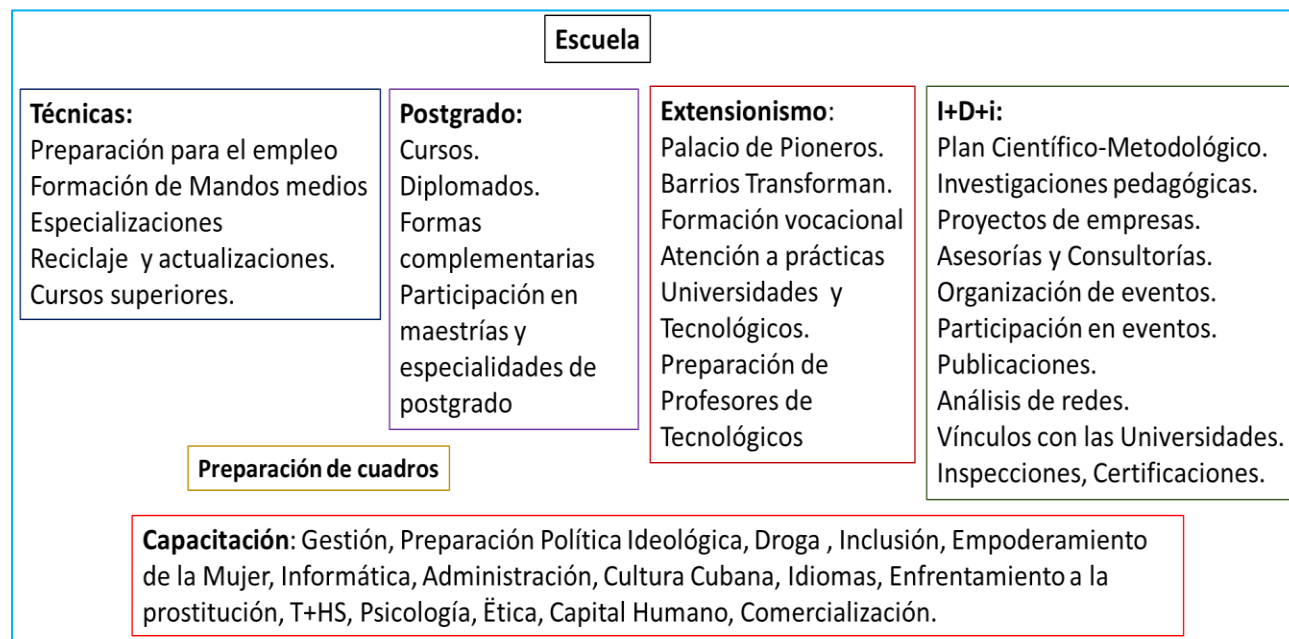 Escuela
Técnicas:
Preparación para el empleo
Formación de Mandos medios
Especializaciones
Reciclaje y actualizaciones.
Cursos superiores.
Postgrado:
Cursos.
Diplomados.
Formas
complementarias
Participación en
maestrías y
especialidades de
postgrado
Extensionismo:
Palacio de Pioneros.
Barrios Transforman.
Formación vocacional
Atención a prácticas
Universidades y
Tecnológicos.
Preparación de
Profesores de
Tecnológicos
I+D+i:
Plan Científico-Metodológico.
Investigaciones pedagógicas.
Proyectos de empresas.
Asesorías y Consultorías.
Organización de eventos.
Participación en eventos.
Publicaciones.
Análisis de redes.
Vínculos con las Universidades.
Inspecciones, Certificaciones.
Preparación de cuadros
Capacitación: Gestión, Preparación Política Ideológica, Droga , Inclusión, Empoderamiento
de la Mujer, Informática, Administración, Cultura Cubana, Idiomas, Enfrentamiento a la
prostitución, T+HS, Psicología, Ëtica, Capital Humano, Comercialización.